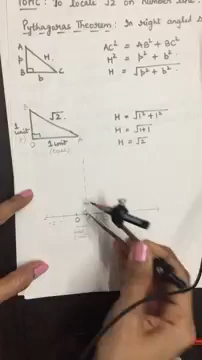 TOPIC: To locate √2 on number line.
Pythagoras Theorem: In right angled
A
P
H
B
b
C
AC² = AB² + BC²
H² = p² + b²
H = √p² + b²
B
√2
1 unit
O
1 unit
A
H = √1² + 1²
H = √1+1
H = √2
0